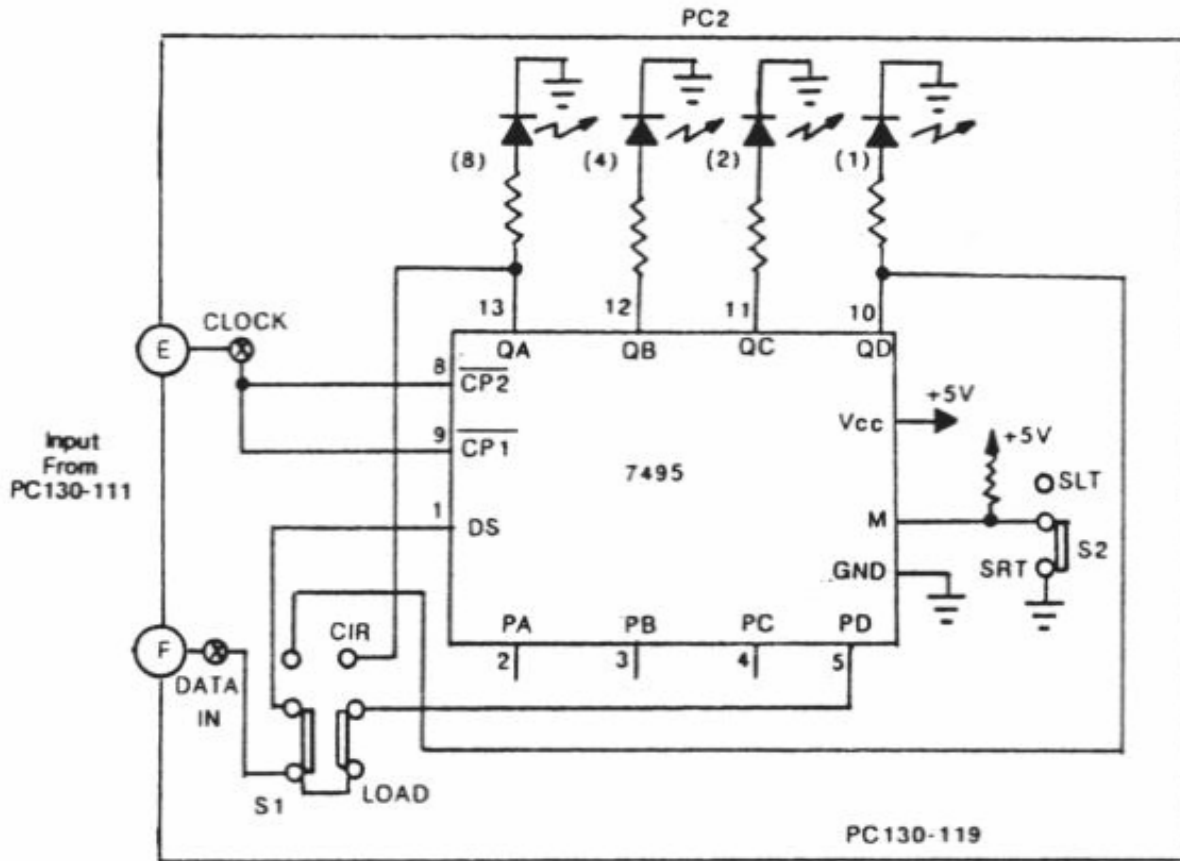 PC2
(8)
(4)
(2)
(1)
13
12
11
10
E
CLOCK
QA
QB
QC
QD
8
CP2
+5V
Vcc
9
CP1
+5V
Input
From
PC130-111
7495
SLT
1
DS
M
S2
GND
SRT
F
CIR
PA
PB
PC
PD
2
3
4
5
DATA
IN
S1
LOAD
PC130-119